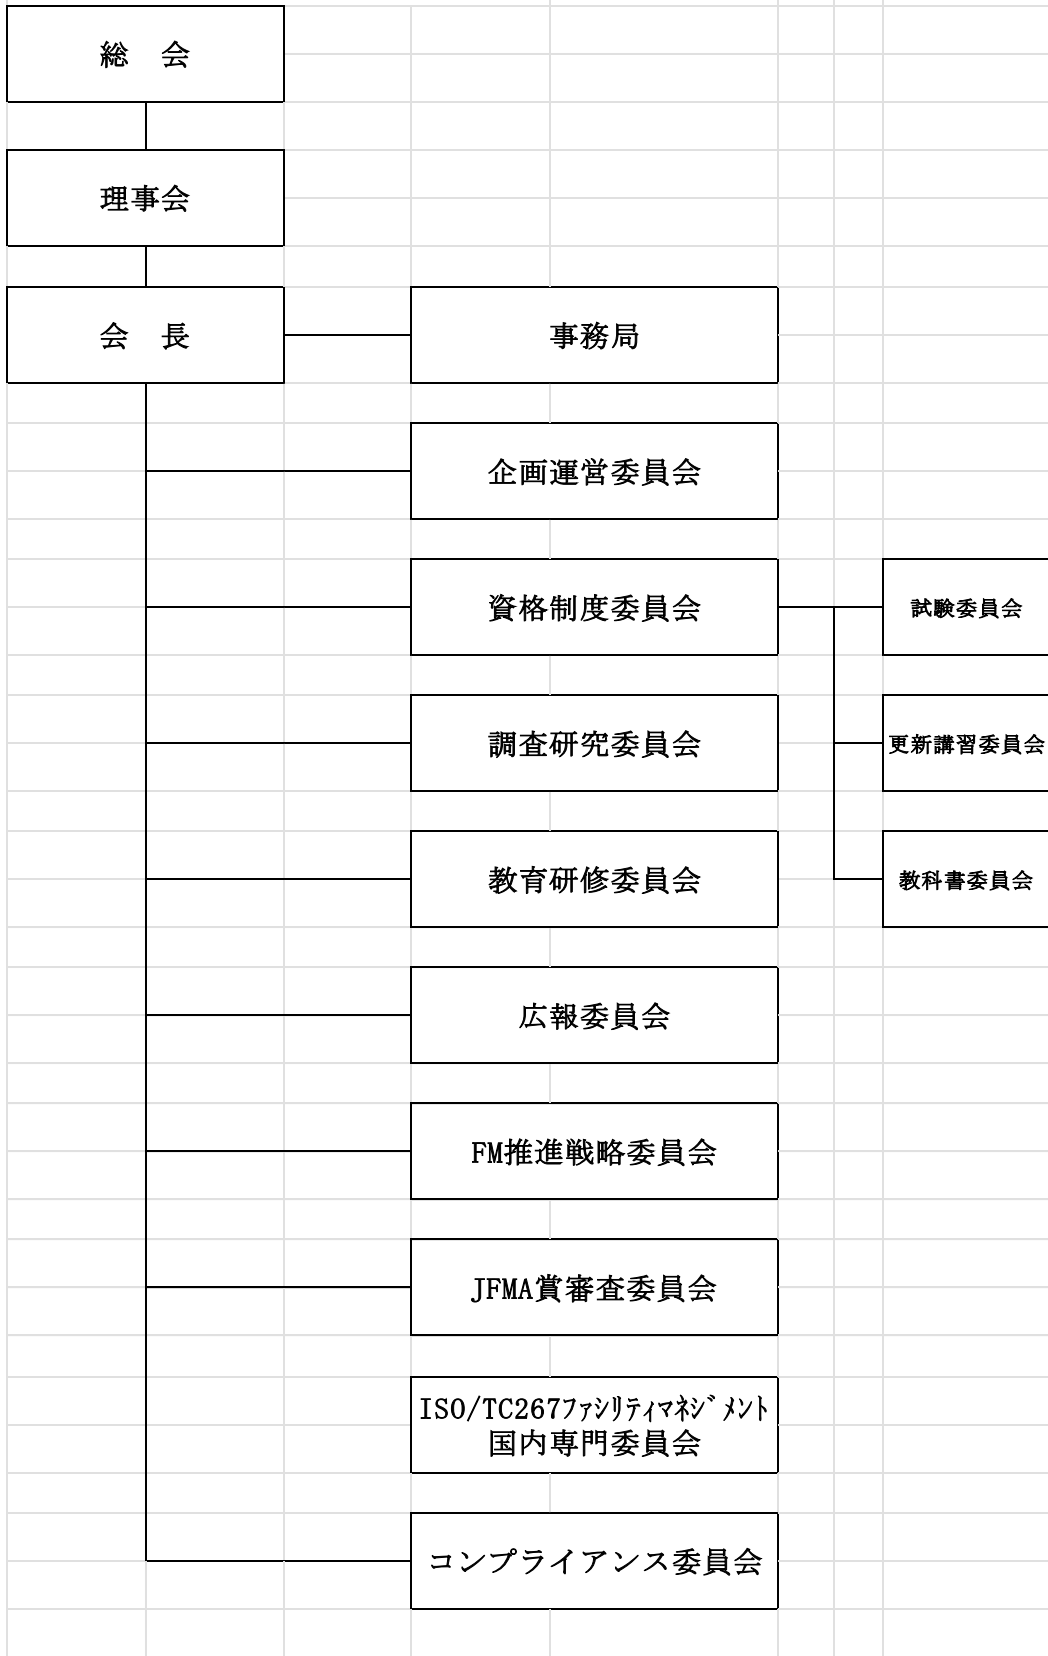 総　会
理事会
会　長
事務局
企画運営委員会
資格制度委員会
試験委員会
調査研究委員会
更新講習委員会
教育研修委員会
教科書委員会
広報委員会
FM推進戦略委員会
JFMA賞審査委員会
ISO/TC267ﾌｧｼﾘﾃｨﾏﾈｼﾞﾒﾝﾄ
国内専門委員会
コンプライアンス委員会